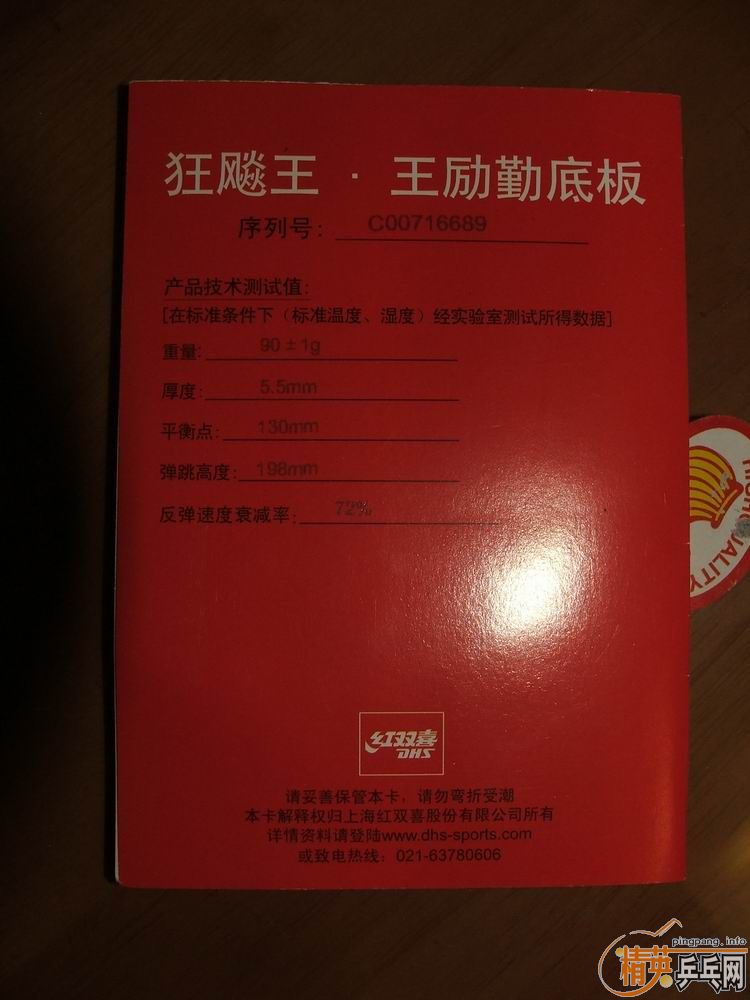 狂飚王·王励勤底板
序列号: C00716689
产品技术测试值:
[在标准条件下（标准温度、湿度）经实验室测试所得数据]
重量: 90±1g
厚度: 5.5mm
平衡点: 130mm
弹跳高度: 198mm
反弹速度衰减率: 72%
QUALITY
红双喜
DHS
请妥善保管本卡，请勿弯折受潮
本卡解释权归上海红双喜股份有限公司所有
详情资料请登陆www.dhs-sports.com
或致电热线: 021-63780606
pingpang.info
精英乒乓网